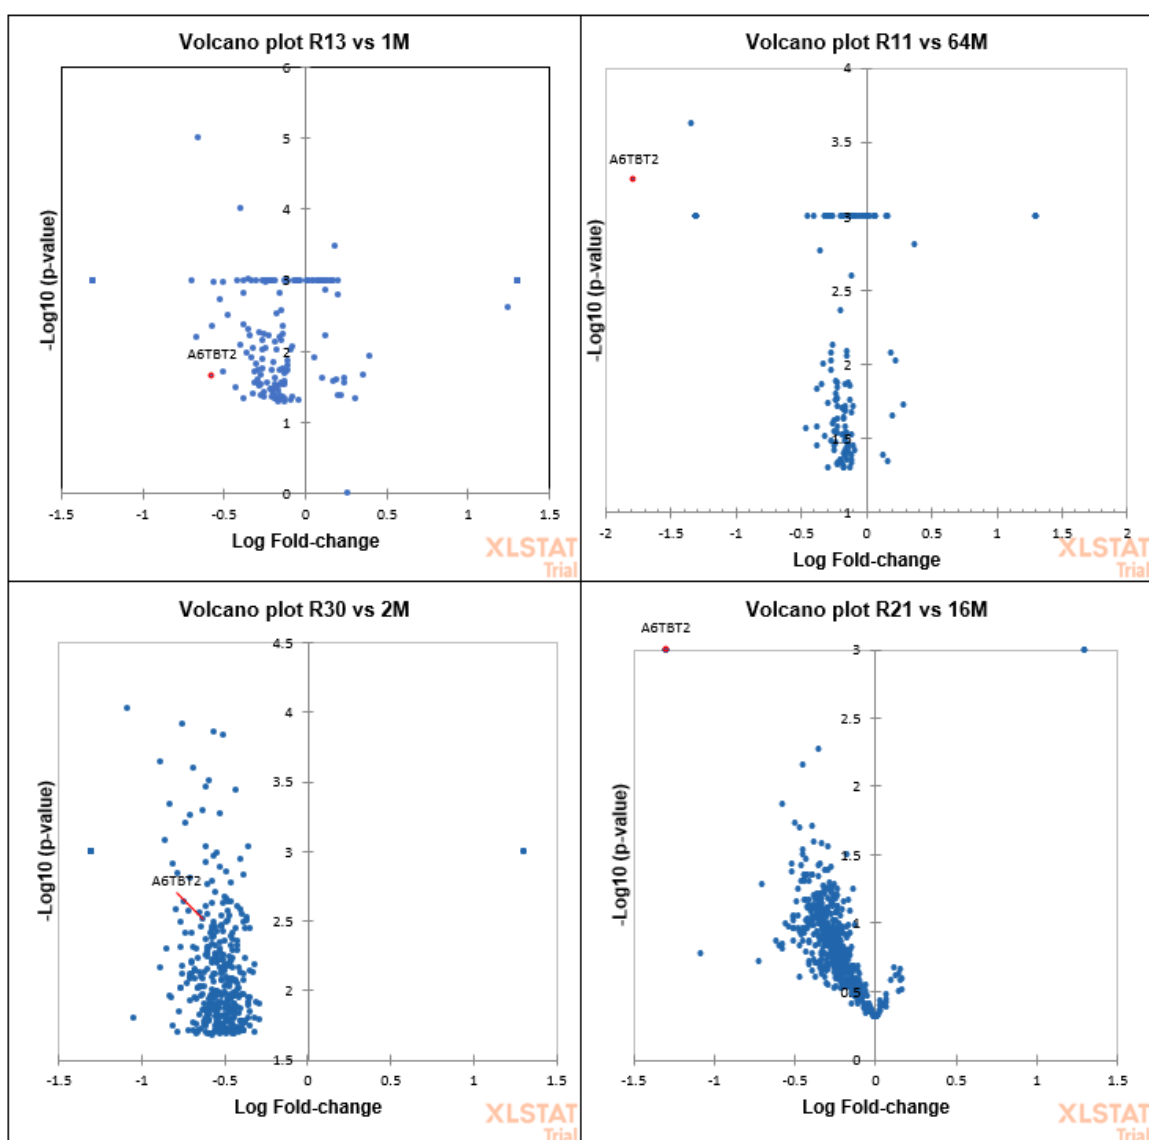 Volcano plot R13 vs 1M
6
5
4
3
2
1
0
A6TBT2
-Log10 (p-value)
-1.5 -1 -0.5 0 0.5 1 1.5
Log Fold-change
XLSTAT
Trial
Volcano plot R11 vs 64M
4
3.5
3
2.5
2
1.5
1
A6TBT2
-Log10 (p-value)
-2 -1.5 -1 -0.5 0 0.5 1 1.5 2
Log Fold-change
XLSTAT
Trial
Volcano plot R30 vs 2M
4.5
4
3.5
3
2.5
2
1.5
A6TBT2
-Log10 (p-value)
-1.5 -1 -0.5 0 0.5 1 1.5
Log Fold-change
XLSTAT
Trial
Volcano plot R21 vs 16M
A6TBT2
3
2.5
2
1.5
1
0.5
0
-Log10 (p-value)
-1.5 -1 -0.5 0 0.5 1 1.5
Log Fold-change
XLSTAT
Trial